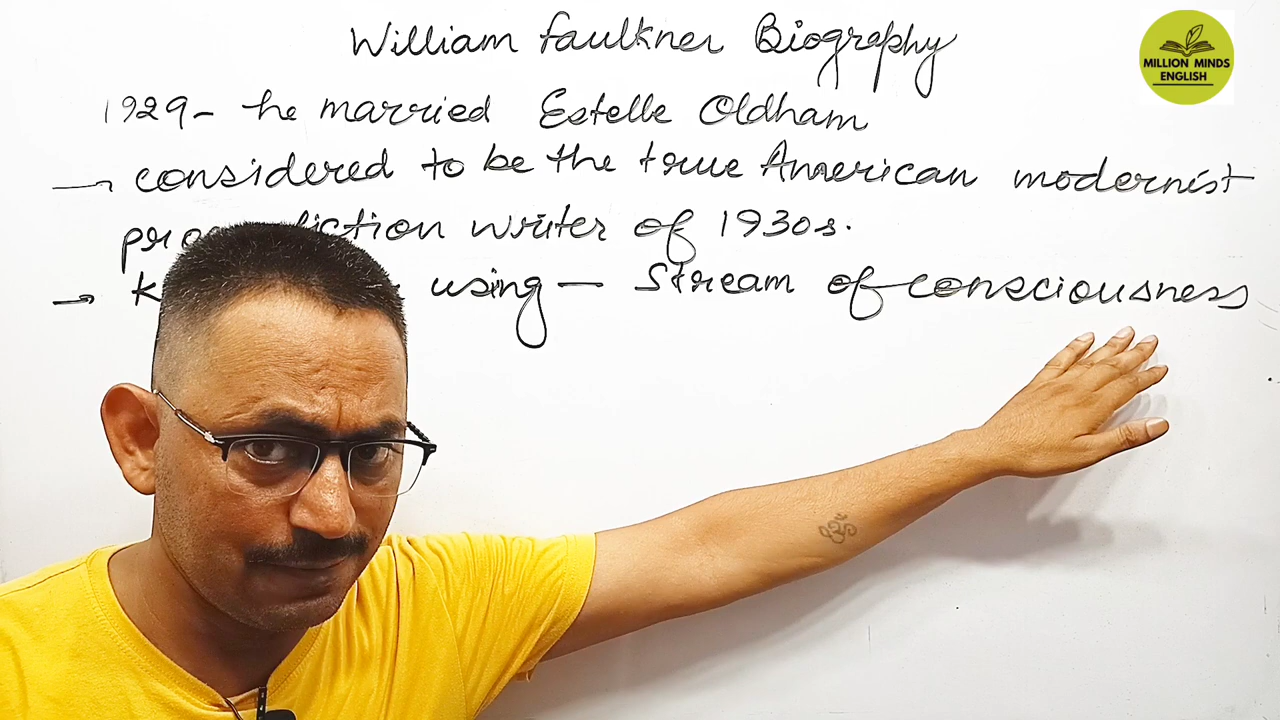 William Faulkner Biography
MILLION MINDS
ENGLISH
1929- he married Estelle Oldham
→ considered to be the true American modernist
fiction writer of 1930s.
→ using - Stream of consciousness
ॐ